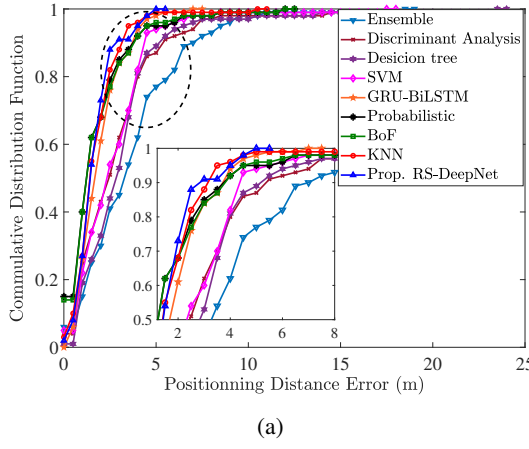 1
0.8
0.6
0.4
0.2
0
0 5 10 15 20 25
Commulative Distribution Function
Positionning Distance Error (m)
Ensemble
Discriminant Analysis
Desicion tree
SVM
GRU-BiLSTM
Probabilistic
BoF
KNN
Prop. RS-DeepNet
1
0.9
0.8
0.7
0.6
0.5
2 4 6 8
(a)